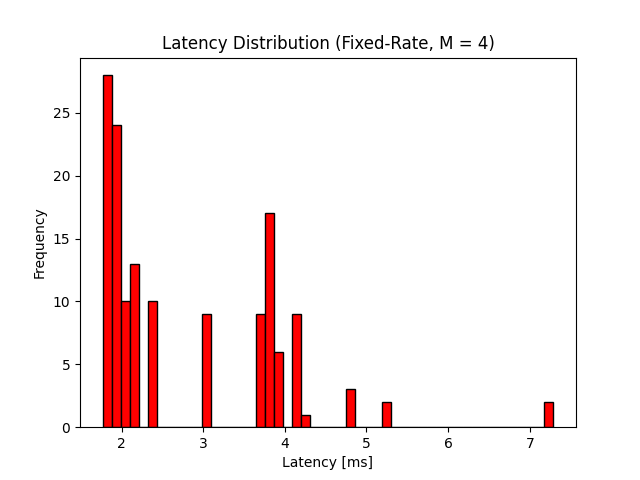 Latency Distribution (Fixed-Rate, M = 4)
25
20
15
10
5
0
Frequency
2 3 4 5 6 7
Latency [ms]